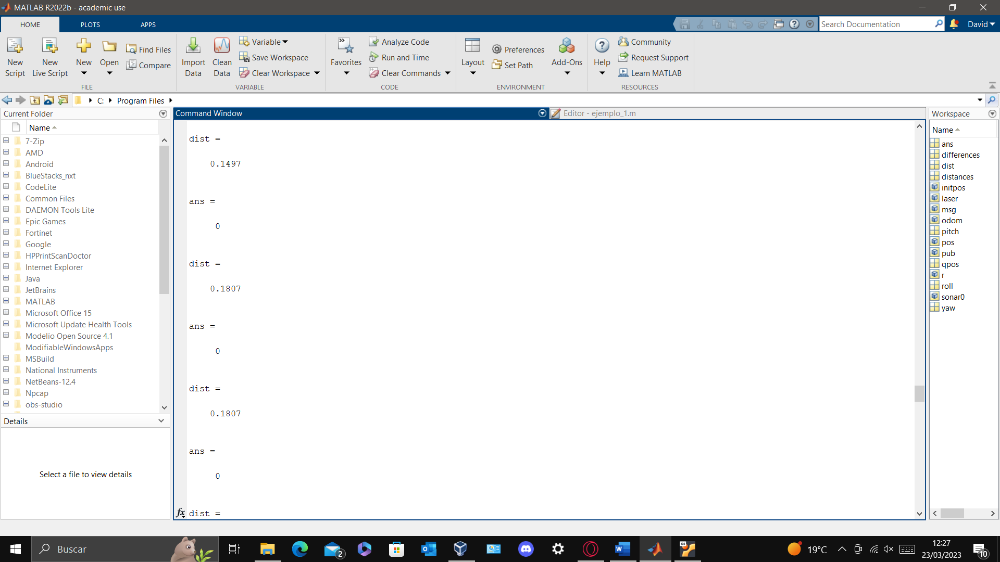 MATLAB R2022b - academic use
HOME PLOTS APPS
Search Documentation
David
New Script
New Live Script
New
Open
Find Files
Compare
FILE
Import Data
Clean Data
Variable
Save Workspace
Clear Workspace
VARIABLE
Favorites
Analyze Code
Run and Time
Clear Commands
CODE
Layout
Preferences
Set Path
Add-Ons
ENVIRONMENT
Help
Community
Request Support
Learn MATLAB
RESOURCES
C: Program Files
Current Folder
Name
7-Zip
AMD
Android
BlueStacks_nxt
CodeLite
Common Files
DAEMON Tools Lite
Epic Games
Fortinet
Google
HPPrintScanDoctor
Internet Explorer
Java
JetBrains
MATLAB
Microsoft Office 15
Microsoft Update Health Tools
Modelio Open Source 4.1
ModifiableWindowsApps
MSBuild
National Instruments
NetBeans-12.4
Npcap
obs-studio
Details
Select a file to view details
Command Window
Editor - ejemplo_1.m
dist =
0.1497
ans =
0
dist =
0.1807
ans =
0
dist =
0.1807
ans =
0
fx dist =
Workspace
Name
ans
differences
dist
distances
initpos
laser
msg
odom
pitch
pos
pub
qpos
r
roll
sonar0
yaw
Buscar
2
64
19°C
12:27
23/03/2023
10